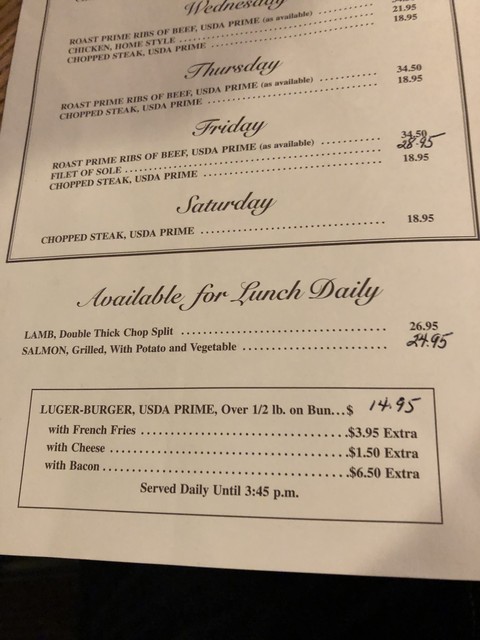 Wednesday
ROAST PRIME RIBS OF BEEF, USDA PRIME (as available)
CHICKEN, HOME STYLE 21.95
CHOPPED STEAK, USDA PRIME 18.95
Thursday
ROAST PRIME RIBS OF BEEF, USDA PRIME (as available) 34.50
CHOPPED STEAK, USDA PRIME 18.95
Friday
ROAST PRIME RIBS OF BEEF, USDA PRIME (as available) 34.50
FILET OF SOLE 28.95
CHOPPED STEAK, USDA PRIME 18.95
Saturday
CHOPPED STEAK, USDA PRIME 18.95
Available for Lunch Daily
LAMB, Double Thick Chop Split 26.95
SALMON, Grilled, With Potato and Vegetable 24.95
LUGER-BURGER, USDA PRIME, Over 1/2 lb. on Bun...$ 14.95
with French Fries $3.95 Extra
with Cheese $1.50 Extra
with Bacon $6.50 Extra
Served Daily Until 3:45 p.m.